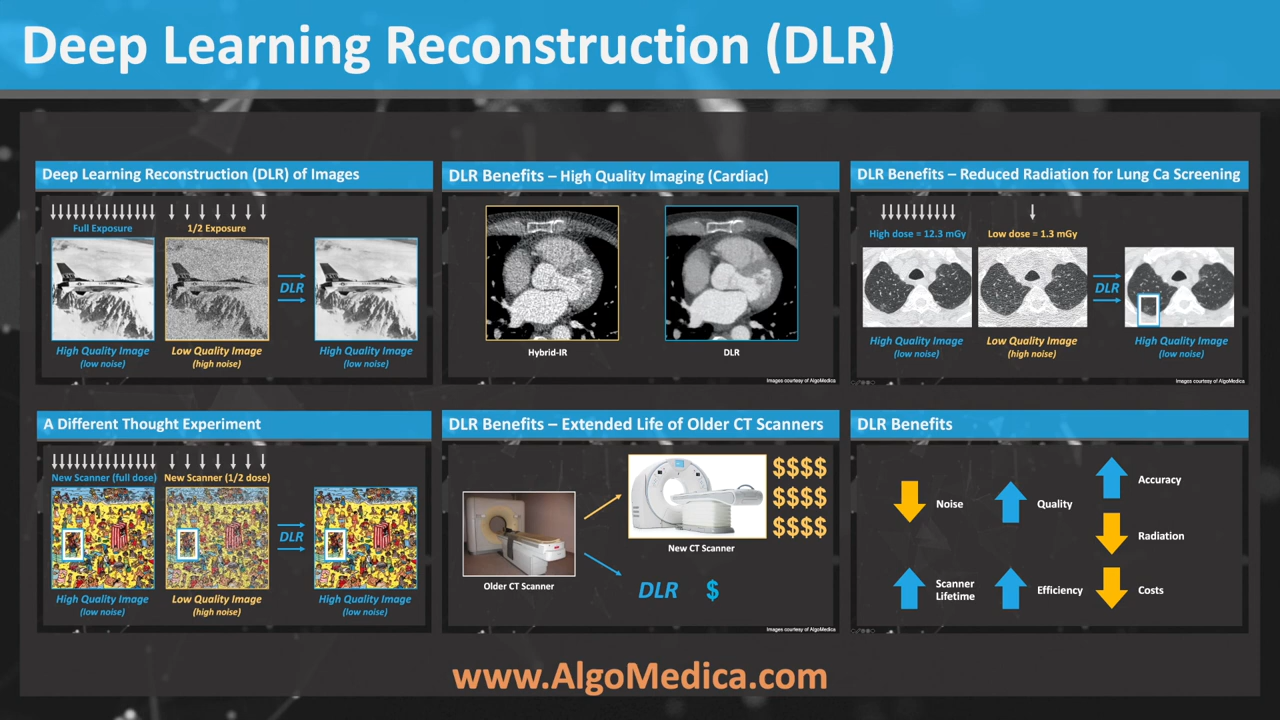 Deep Learning Reconstruction (DLR)
Deep Learning Reconstruction (DLR) of Images
Full Exposure
1/2 Exposure
DLR
High Quality Image
(low noise)
Low Quality Image
(high noise)
High Quality Image
(low noise)
DLR Benefits – High Quality Imaging (Cardiac)
Hybrid-IR
DLR
Images courtesy of AlgoMedica
DLR Benefits – Reduced Radiation for Lung Ca Screening
High dose = 12.3 mGy
Low dose = 1.3 mGy
DLR
High Quality Image
(low noise)
Low Quality Image
(high noise)
High Quality Image
(low noise)
Images courtesy of AlgoMedica
A Different Thought Experiment
New Scanner (full dose)
New Scanner (1/2 dose)
DLR
High Quality Image
(low noise)
Low Quality Image
(high noise)
High Quality Image
(low noise)
DLR Benefits – Extended Life of Older CT Scanners
$$$$
$$$$
$$$$
New CT Scanner
Older CT Scanner
DLR $
Images courtesy of AlgoMedica
DLR Benefits
Accuracy
Noise
Quality
Radiation
Scanner
Lifetime
Efficiency
Costs
www.AlgoMedica.com